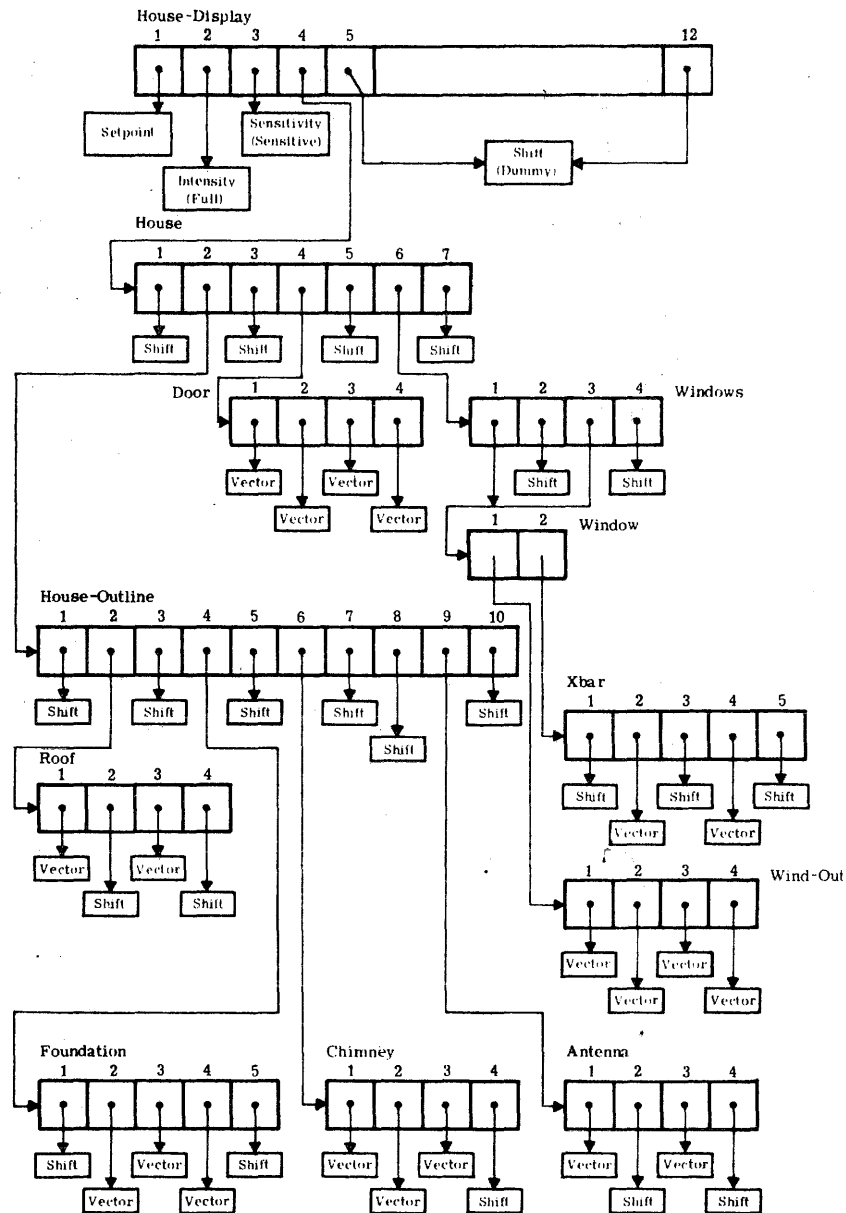 House-Display
1 2 3 4 5 12
Setpoint
Sensitivity
(Sensitive)
Intensity
(Full)
Shift
(Dummy)
House
1 2 3 4 5 6 7
Shift Shift Shift Shift
Door 1 2 3 4
1 2 3 4 Windows
Vector Vector
Vector Vector
Shift Shift
1 2 Window
House-Outline
1 2 3 4 5 6 7 8 9 10
Shift Shift Shift Shift Shift
Shift
Xbar
1 2 3 4 5
Shift Shift Shift
Vector Vector
Roof
1 2 3 4
Vector Vector
Shift Shift
1 2 3 4 Wind-Out
Vector Vector
Vector Vector
Foundation
1 2 3 4 5
Shift Vector Shift
Vector Vector
Chimney
1 2 3 4
Vector Vector
Vector Shift
Antenna
1 2 3 4
Vector Vector
Shift Shift